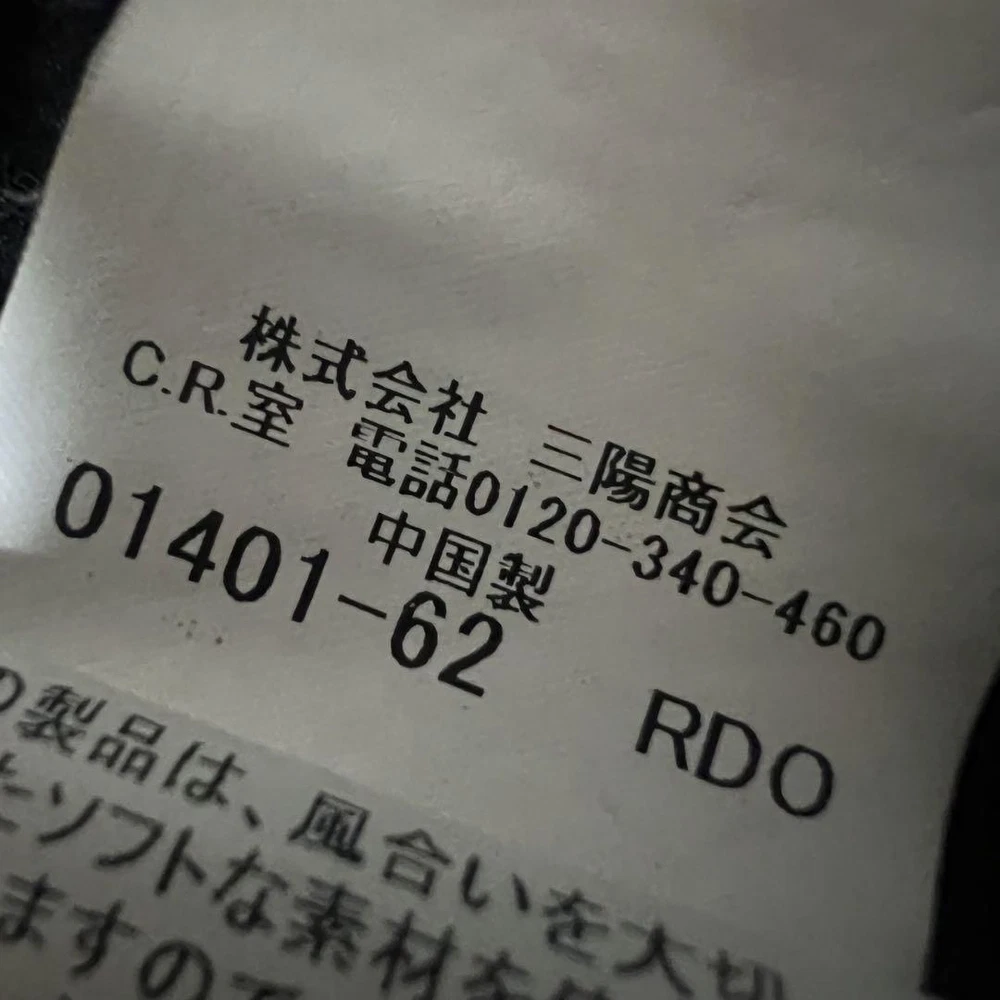 株式会社 三陽商会
C.R.室 電話0120-340-460
中国製
01401-62 RDO
の製品は、風合いを大切
たソフトな素材を
ますので